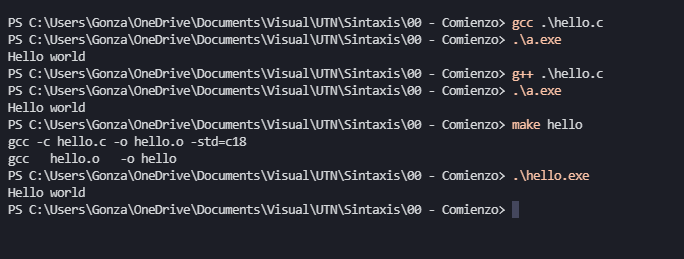 PS C:\Users\Gonza\OneDrive\Documents\Visual\UTN\Sintaxis\00 - Comienzo> gcc .\hello.c
PS C:\Users\Gonza\OneDrive\Documents\Visual\UTN\Sintaxis\00 - Comienzo> .\a.exe
Hello world
PS C:\Users\Gonza\OneDrive\Documents\Visual\UTN\Sintaxis\00 - Comienzo> g++ .\hello.c
PS C:\Users\Gonza\OneDrive\Documents\Visual\UTN\Sintaxis\00 - Comienzo> .\a.exe
Hello world
PS C:\Users\Gonza\OneDrive\Documents\Visual\UTN\Sintaxis\00 - Comienzo> make hello
gcc -c hello.c -o hello.o -std=c18
gcc   hello.o   -o hello
PS C:\Users\Gonza\OneDrive\Documents\Visual\UTN\Sintaxis\00 - Comienzo> .\hello.exe
Hello world
PS C:\Users\Gonza\OneDrive\Documents\Visual\UTN\Sintaxis\00 - Comienzo>